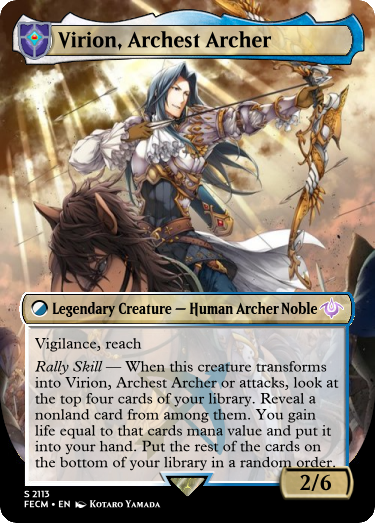 Virion, Archest Archer
Legendary Creature — Human Archer Noble
Vigilance, reach
Rally Skill — When this creature transforms
into Virion, Archest Archer or attacks, look at
the top four cards of your library. Reveal a
nonland card from among them. You gain
life equal to that cards mana value and put it
into your hand. Put the rest of the cards on
the bottom of your library in a random order.
2/6
S 2113
FECM • EN Kotaro Yamada